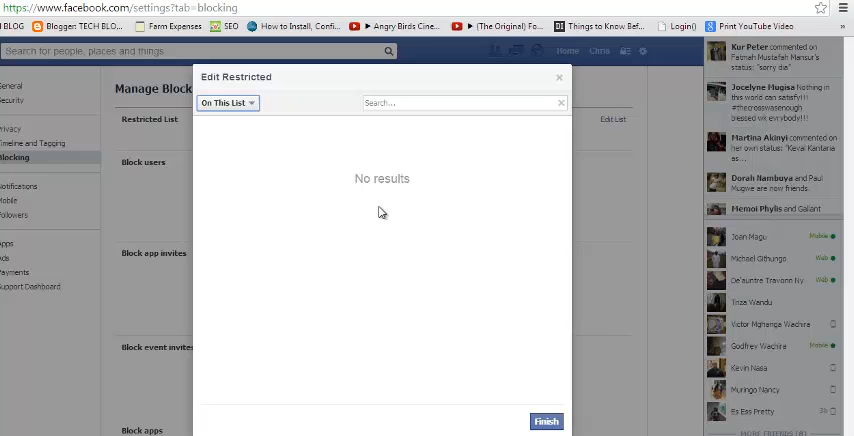 https://www.facebook.com/settings?tab=blocking
I BLOG
Blogger: TECH BLO...
Farm Expenses
SEO
How to Install, Confi...
► Angry Birds Cine...
► (The Original) Fo...
Things to Know Bef...
Login()
Print YouTube Video
Search for people, places and things
Home
Chris
General
Security
Privacy
Timeline and Tagging
Blocking
Notifications
Mobile
Followers
Apps
Ads
Payments
Support Dashboard
Manage Block
Restricted List
Edit List
Block users
Block app invites
Block event invites
Block apps
Edit Restricted
On This List
Search...
No results
Finish
Kur Peter commented on
Fatmah Mustafah Mansur's
status: "sorry dia"
Jocelyne Mugisa Nothing in
this world can satisfy!!!
#thecrosswasenough
blessed wk evrybody!!!
Martina Akinyi commented
on her own status: "Keval Kantaria
as...
Dorah Nambuya and Paul
Mugwe are now friends.
Memoi Phylis and Gallant
Joan Magu
Mobile
Michael Githungo
Web
De'auntre Travonn Ny
Web
Tinza Wandu
Victor Mghenga Wachira
Godfrey Wachira
Mobile
Kevin Nasa
Muringo Nancy
Es Ess Pretty
MORE FRIENDS (8)